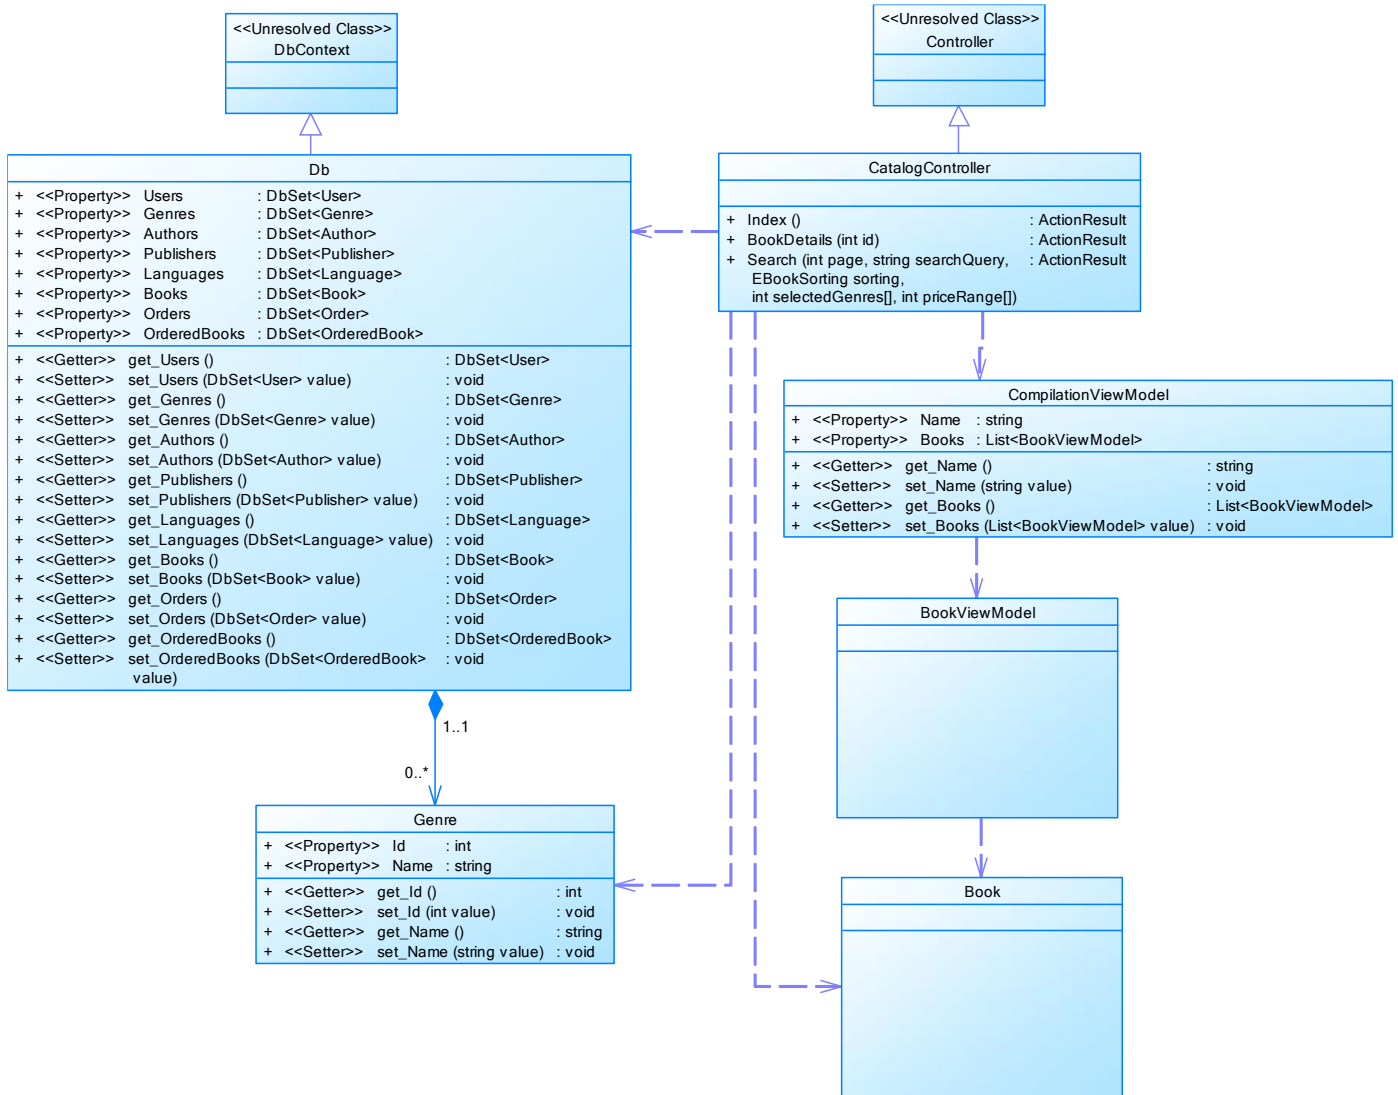 <<Unresolved Class>>
DbContext
<<Unresolved Class>>
Controller
Db
+ <<Property>> Users : DbSet<User>
+ <<Property>> Genres : DbSet<Genre>
+ <<Property>> Authors : DbSet<Author>
+ <<Property>> Publishers : DbSet<Publisher>
+ <<Property>> Languages : DbSet<Language>
+ <<Property>> Books : DbSet<Book>
+ <<Property>> Orders : DbSet<Order>
+ <<Property>> OrderedBooks : DbSet<OrderedBook>
+ <<Getter>> get_Users () : DbSet<User>
+ <<Setter>> set_Users (DbSet<User> value) : void
+ <<Getter>> get_Genres () : DbSet<Genre>
+ <<Setter>> set_Genres (DbSet<Genre> value) : void
+ <<Getter>> get_Authors () : DbSet<Author>
+ <<Setter>> set_Authors (DbSet<Author> value) : void
+ <<Getter>> get_Publishers () : DbSet<Publisher>
+ <<Setter>> set_Publishers (DbSet<Publisher> value) : void
+ <<Getter>> get_Languages () : DbSet<Language>
+ <<Setter>> set_Languages (DbSet<Language> value) : void
+ <<Getter>> get_Books () : DbSet<Book>
+ <<Setter>> set_Books (DbSet<Book> value) : void
+ <<Getter>> get_Orders () : DbSet<Order>
+ <<Setter>> set_Orders (DbSet<Order> value) : void
+ <<Getter>> get_OrderedBooks () : DbSet<OrderedBook>
+ <<Setter>> set_OrderedBooks (DbSet<OrderedBook> : void
value)
CatalogController
+ Index () : ActionResult
+ BookDetails (int id) : ActionResult
+ Search (int page, string searchQuery, : ActionResult
EBookSorting sorting,
int selectedGenres[], int priceRange[])
CompilationViewModel
+ <<Property>> Name : string
+ <<Property>> Books : List<BookViewModel>
+ <<Getter>> get_Name () : string
+ <<Setter>> set_Name (string value) : void
+ <<Getter>> get_Books () : List<BookViewModel>
+ <<Setter>> set_Books (List<BookViewModel> value) : void
BookViewModel
1..1
0..*
Genre
+ <<Property>> Id : int
+ <<Property>> Name : string
+ <<Getter>> get_Id () : int
+ <<Setter>> set_Id (int value) : void
+ <<Getter>> get_Name () : string
+ <<Setter>> set_Name (string value) : void
Book